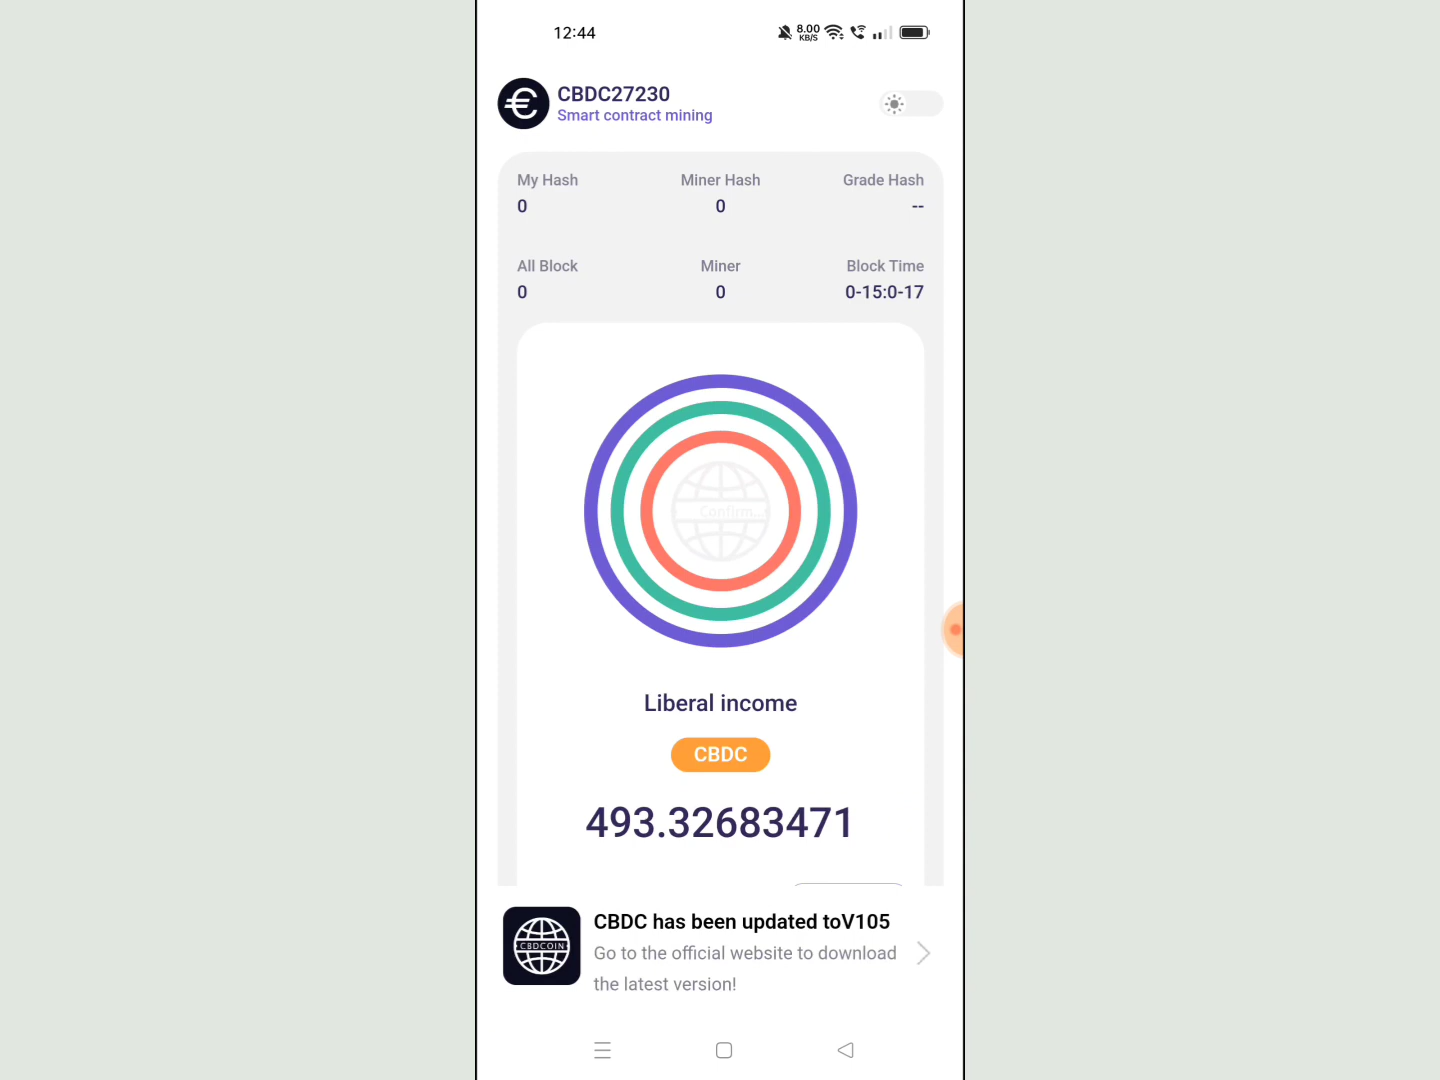 12:44
8.00
KB/S
CBDC27230
Smart contract mining
My Hash
Miner Hash
Grade Hash
0
0
--
All Block
Miner
Block Time
0
0
0-15:0-17
Confirm...
Liberal income
CBDC
493.32683471
CBDCOIN
CBDC has been updated toV105
Go to the official website to download
the latest version!